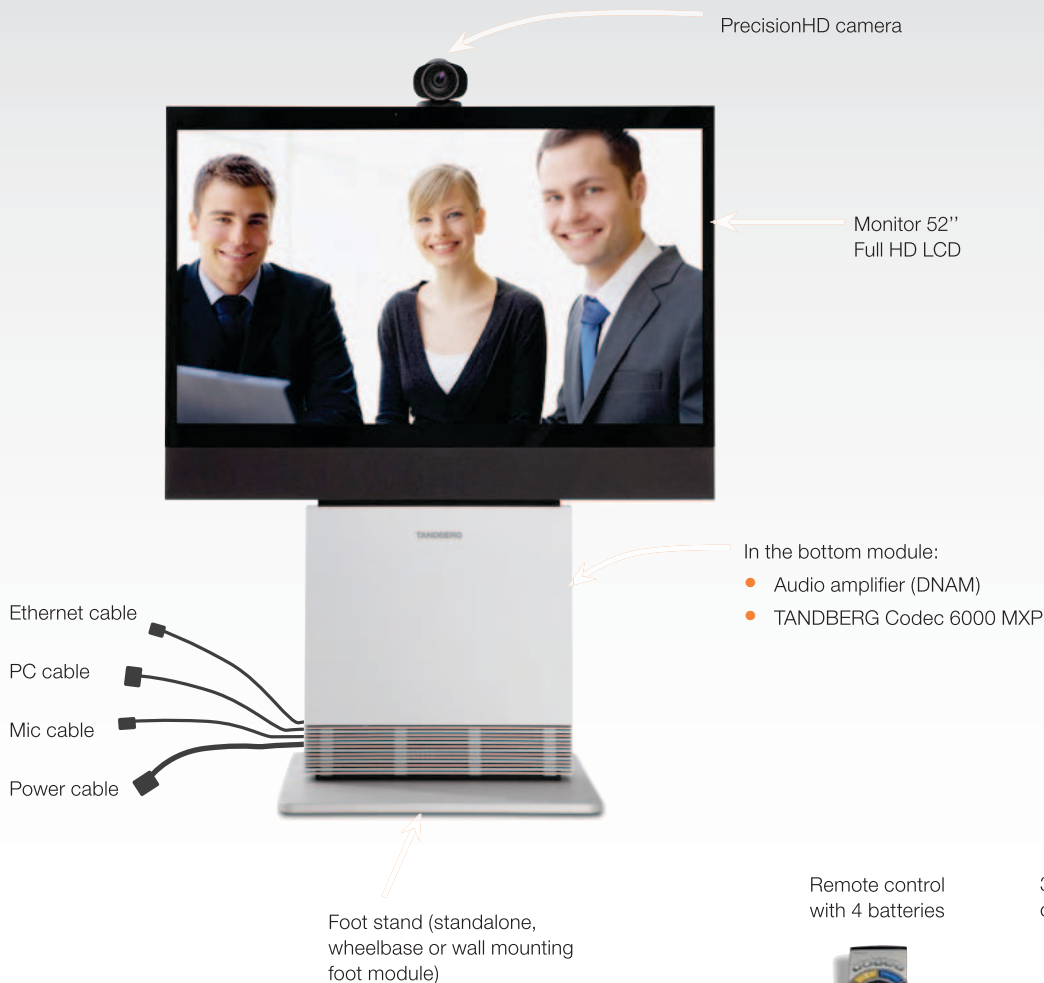 PrecisionHD camera
Monitor 52’’
Full HD LCD
TANDBERG
In the bottom module:
• Audio amplifier (DNAM)
• TANDBERG Codec 6000 MXP
Ethernet cable
PC cable
Mic cable
Power cable
Remote control
with 4 batteries
Foot stand (standalone,
wheelbase or wall mounting
foot module)